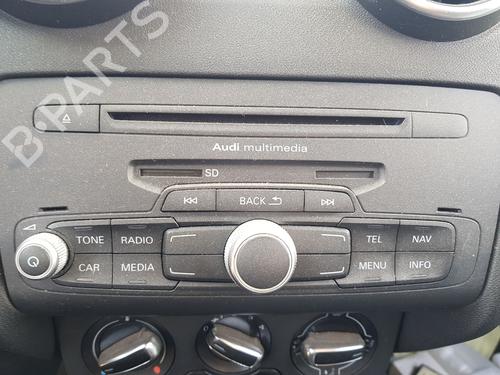 B PARTS
Audi multimedia
SD
BACK
TONE RADIO TEL NAV
CAR MEDIA MENU INFO